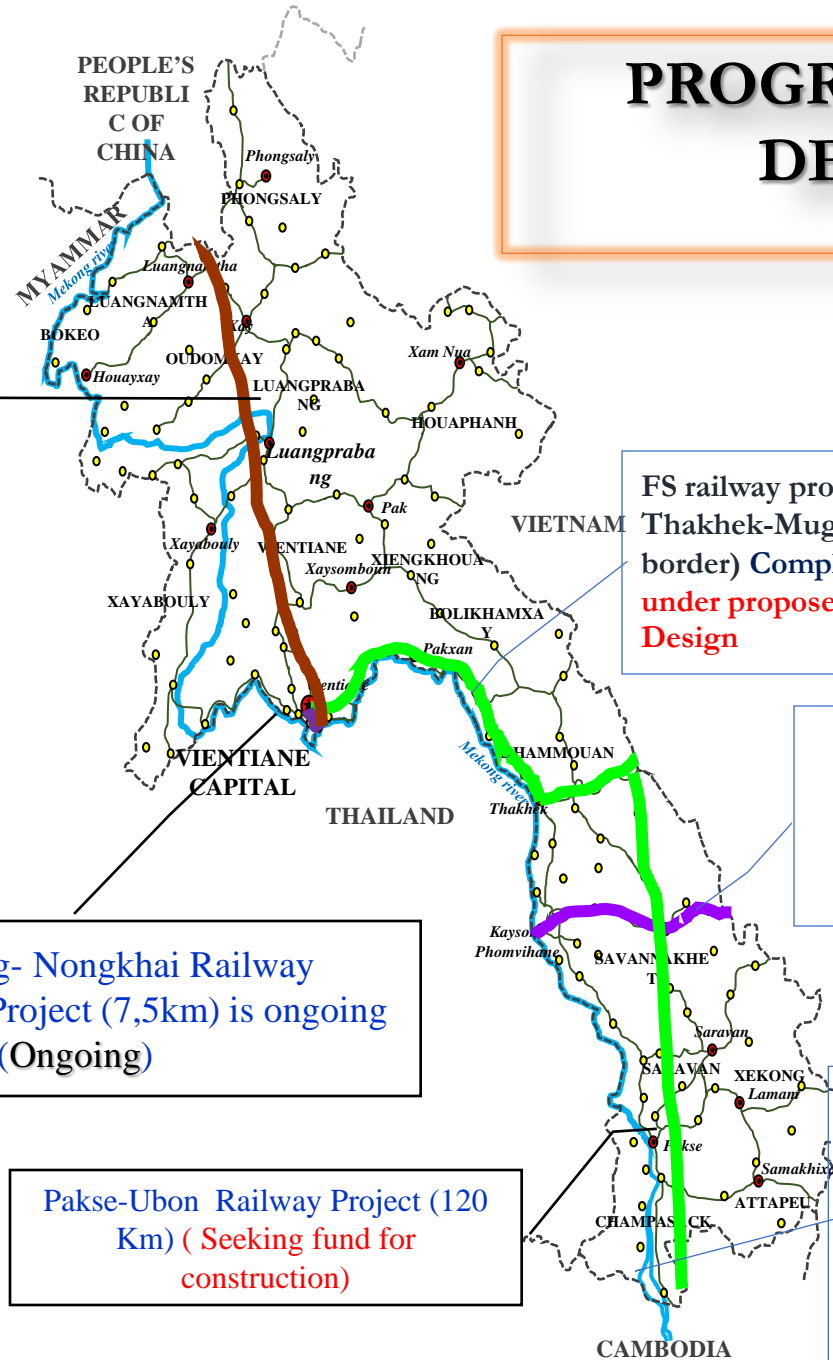 PEOPLE'S
REPUBLI
C OF
CHINA
PROGR
DE
Phongsaly
PHONGSALY
MYAMMAR
Mekong river
Luangnamtha
LUANGNAMTH
A
BOKEO
Xay
OUDOMXAY
Houayxay
Xam Nua
LUANGPRABA
NG
HOUAPHANH
Luangpraba
ng
Pak
VIETNAM
Xayabouly
VIENTIANE
XIENGKHOUA
NG
Xaysomboun
XAYABOULY
BOLIKHAMXA
Y
Pakxan
FS railway pro
Thakhek-Mug
border) Compl
under propose
Design
VIENTIANE
CAPITAL
Mekong river
Thakhek
THAILAND
g- Nongkhai Railway
Project (7,5km) is ongoing
(Ongoing)
Phomvihane
SAVANNAKHE
T
Saravan
SARAVAN
XEKONG
Lamam
Pakse
ATTAPEU
CHAMPASACK
Pakse-Ubon Railway Project (120
Km) ( Seeking fund for
construction)
CAMBODIA